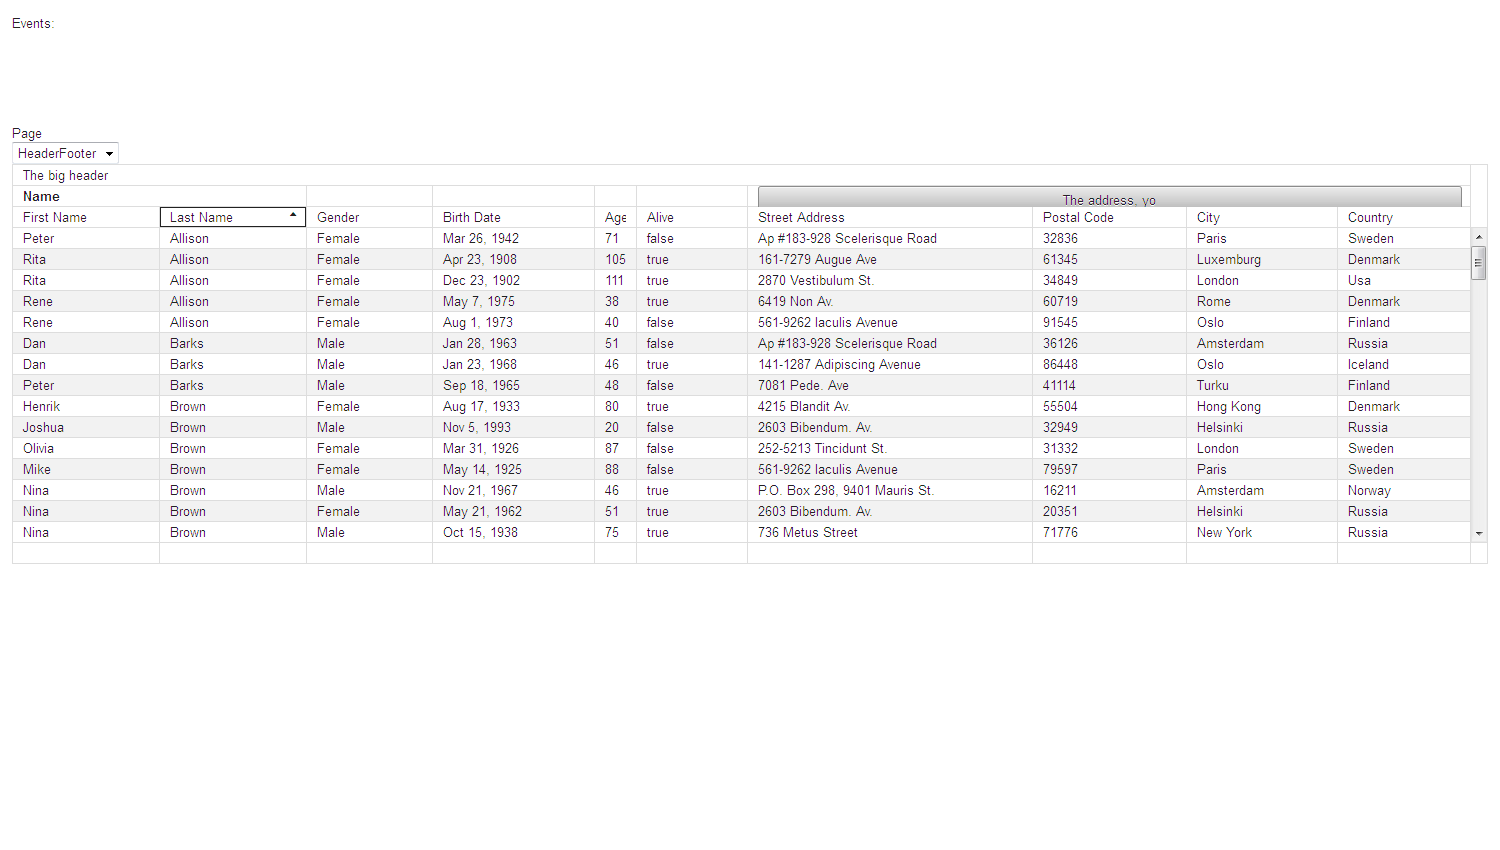 Events:
Page
HeaderFooter
The big header
Name The address, yo
First Name Last Name Gender Birth Date Age Alive Street Address Postal Code City Country
Peter Allison Female Mar 26, 1942 71 false Ap #183-928 Scelerisque Road 32836 Paris Sweden
Rita Allison Female Apr 23, 1908 105 true 161-7279 Augue Ave 61345 Luxemburg Denmark
Rita Allison Female Dec 23, 1902 111 true 2870 Vestibulum St. 34849 London Usa
Rene Allison Female May 7, 1975 38 true 6419 Non Av. 60719 Rome Denmark
Rene Allison Female Aug 1, 1973 40 false 561-9262 Iaculis Avenue 91545 Oslo Finland
Dan Barks Male Jan 28, 1963 51 false Ap #183-928 Scelerisque Road 36126 Amsterdam Russia
Dan Barks Male Jan 23, 1968 46 true 141-1287 Adipiscing Avenue 86448 Oslo Iceland
Peter Barks Male Sep 18, 1965 48 false 7081 Pede. Ave 41114 Turku Finland
Henrik Brown Female Aug 17, 1933 80 true 4215 Blandit Av. 55504 Hong Kong Denmark
Joshua Brown Male Nov 5, 1993 20 false 2603 Bibendum. Av. 32949 Helsinki Russia
Olivia Brown Female Mar 31, 1926 87 false 252-5213 Tincidunt St. 31332 London Sweden
Mike Brown Female May 14, 1925 88 false 561-9262 Iaculis Avenue 79597 Paris Sweden
Nina Brown Male Nov 21, 1967 46 true P.O. Box 298, 9401 Mauris St. 16211 Amsterdam Norway
Nina Brown Female May 21, 1962 51 true 2603 Bibendum. Av. 20351 Helsinki Russia
Nina Brown Male Oct 15, 1938 75 true 736 Metus Street 71776 New York Russia